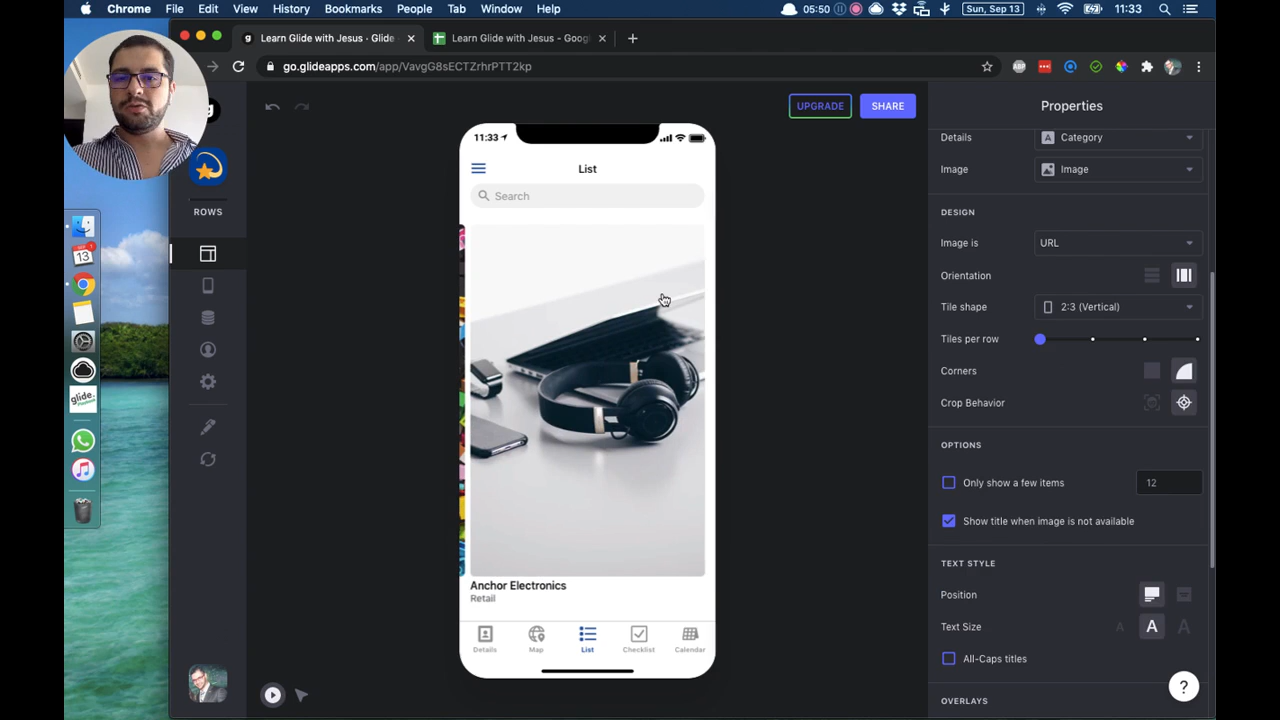 Chrome File Edit View History Bookmarks People Tab Window Help 05:50 Sun, Sep 13 11:33
Learn Glide with Jesus · Glide Learn Glide with Jesus - Goog
go.glideapps.com/app/VavgG8sECTZrhrPTT2kp
ROWS
glide.
UPGRADE SHARE
11:33
List
Search
Anchor Electronics
Retail
Details Map List Checklist Calendar
Properties
Details Category
Image Image
DESIGN
Image is URL
Orientation
Tile shape 2:3 (Vertical)
Tiles per row
Corners
Crop Behavior
OPTIONS
Only show a few items 12
Show title when image is not available
TEXT STYLE
Position
Text Size A A A
All-Caps titles
OVERLAYS
?